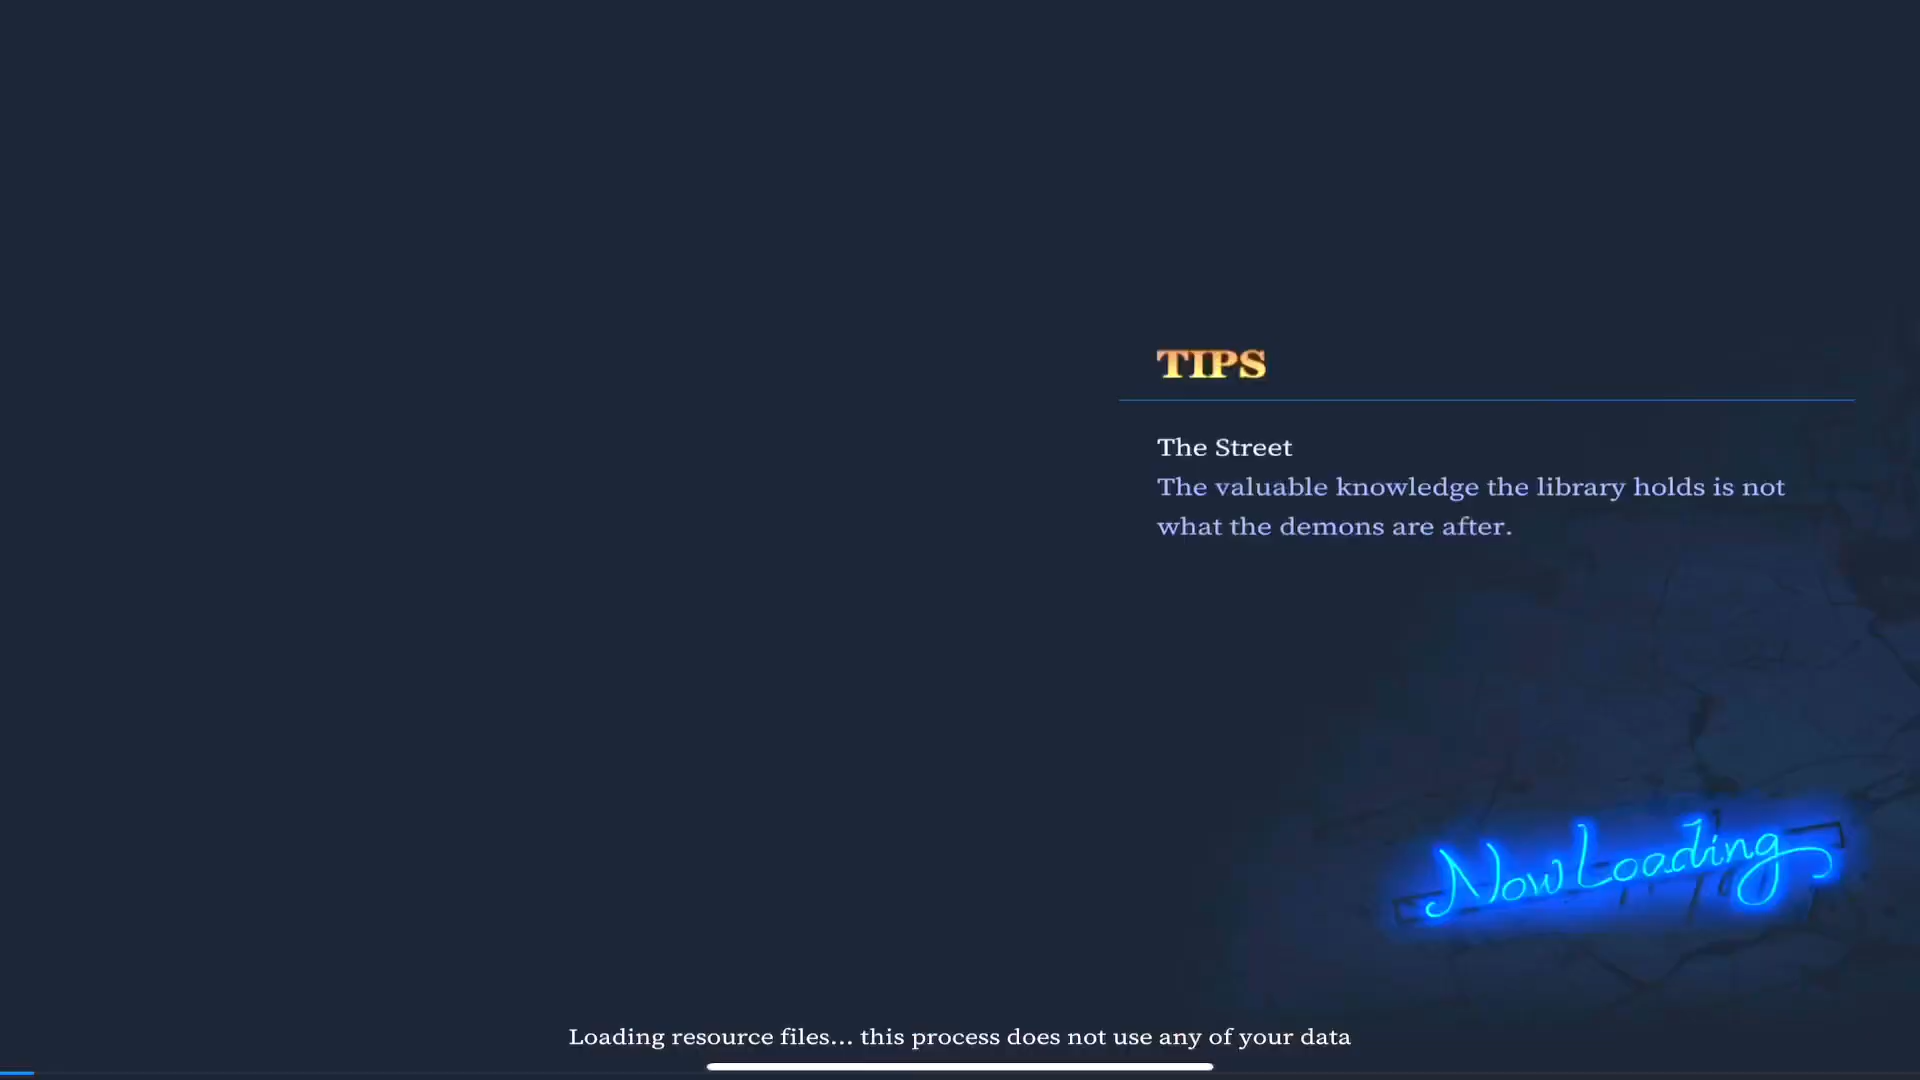 TIPS
The Street
The valuable knowledge the library holds is not
what the demons are after.
Now Loading
Loading resource files... this process does not use any of your data